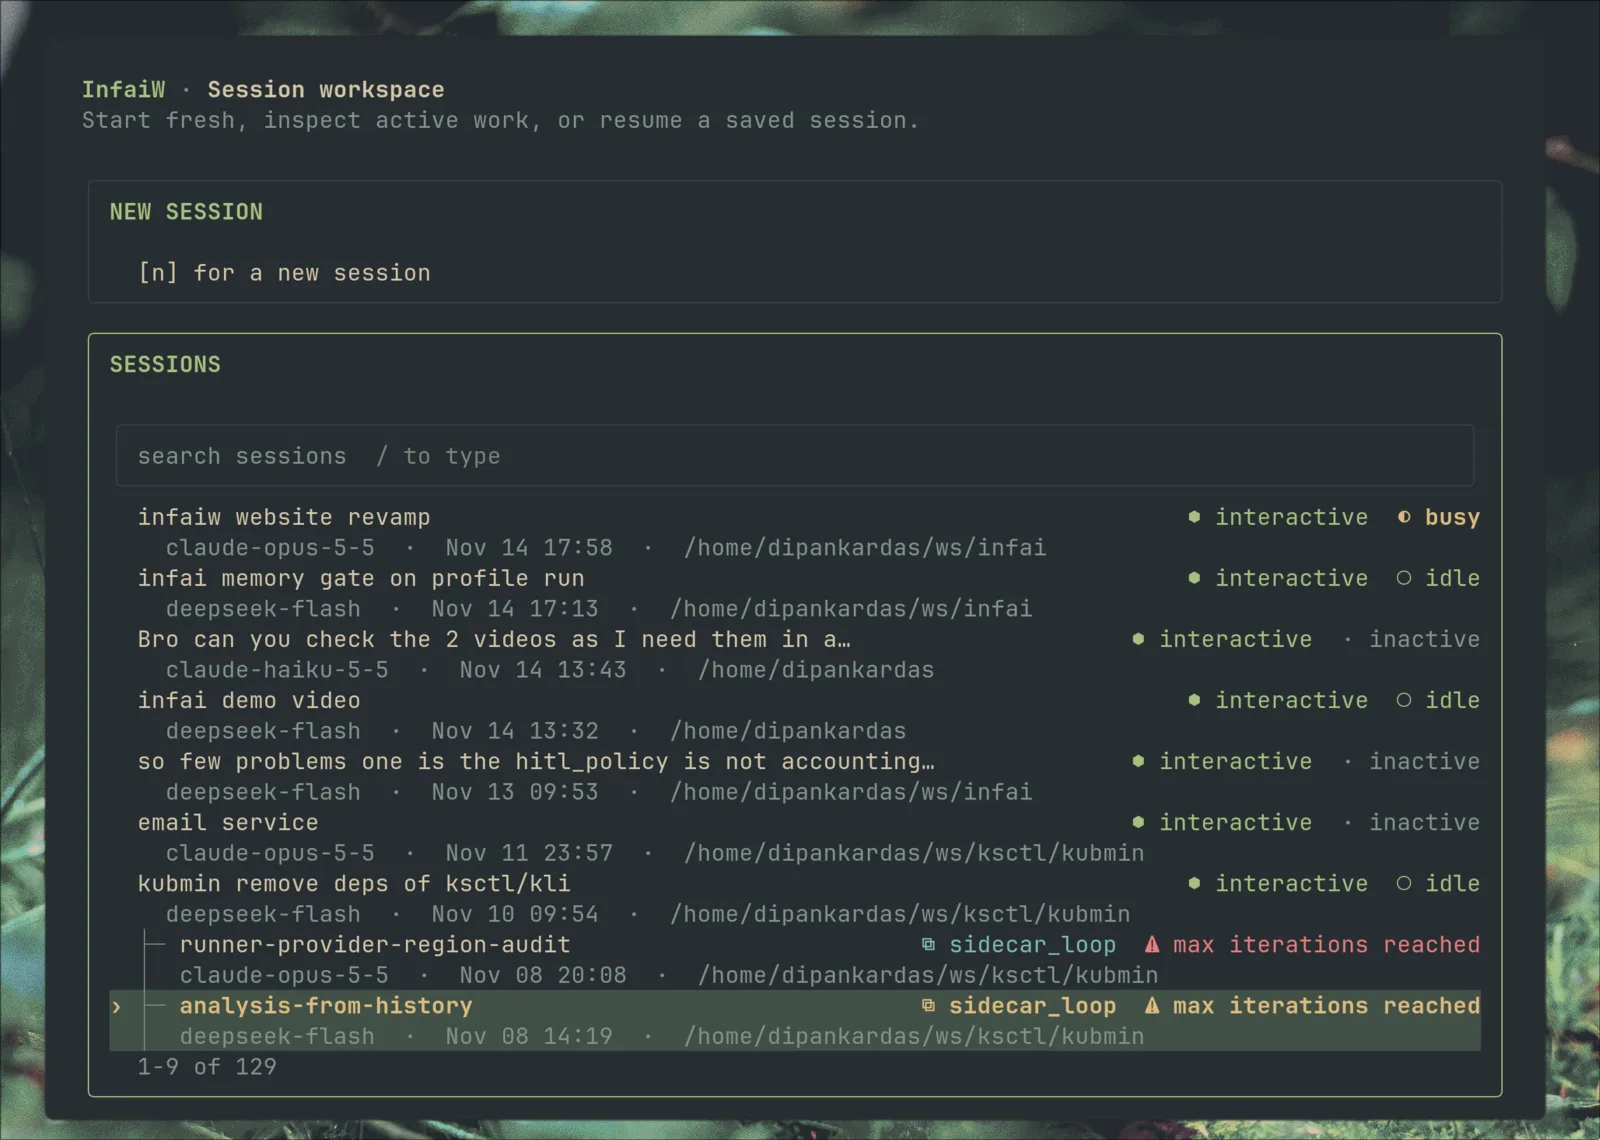 InfaiW · Session workspace
Start fresh, inspect active work, or resume a saved session.
NEW SESSION
[n] for a new session
SESSIONS
search sessions / to type
infaiw website revamp ⬢ interactive ◐ busy
claude-opus-5-5 · Nov 14 17:58 · /home/dipankardas/ws/infai
infai memory gate on profile run ⬢ interactive ○ idle
deepseek-flash · Nov 14 17:13 · /home/dipankardas/ws/infai
Bro can you check the 2 videos as I need them in a… ⬢ interactive · inactive
claude-haiku-5-5 · Nov 14 13:43 · /home/dipankardas
infai demo video ⬢ interactive ○ idle
deepseek-flash · Nov 14 13:32 · /home/dipankardas
so few problems one is the hitl_policy is not accounting… ⬢ interactive · inactive
deepseek-flash · Nov 13 09:53 · /home/dipankardas/ws/infai
email service ⬢ interactive · inactive
claude-opus-5-5 · Nov 11 23:57 · /home/dipankardas/ws/ksctl/kubmin
kubmin remove deps of ksctl/kli ⬢ interactive ○ idle
deepseek-flash · Nov 10 09:54 · /home/dipankardas/ws/ksctl/kubmin
runner-provider-region-audit ⧉ sidecar_loop ⚠ max iterations reached
claude-opus-5-5 · Nov 08 20:08 · /home/dipankardas/ws/ksctl/kubmin
› analysis-from-history ⧉ sidecar_loop ⚠ max iterations reached
deepseek-flash · Nov 08 14:19 · /home/dipankardas/ws/ksctl/kubmin
1-9 of 129